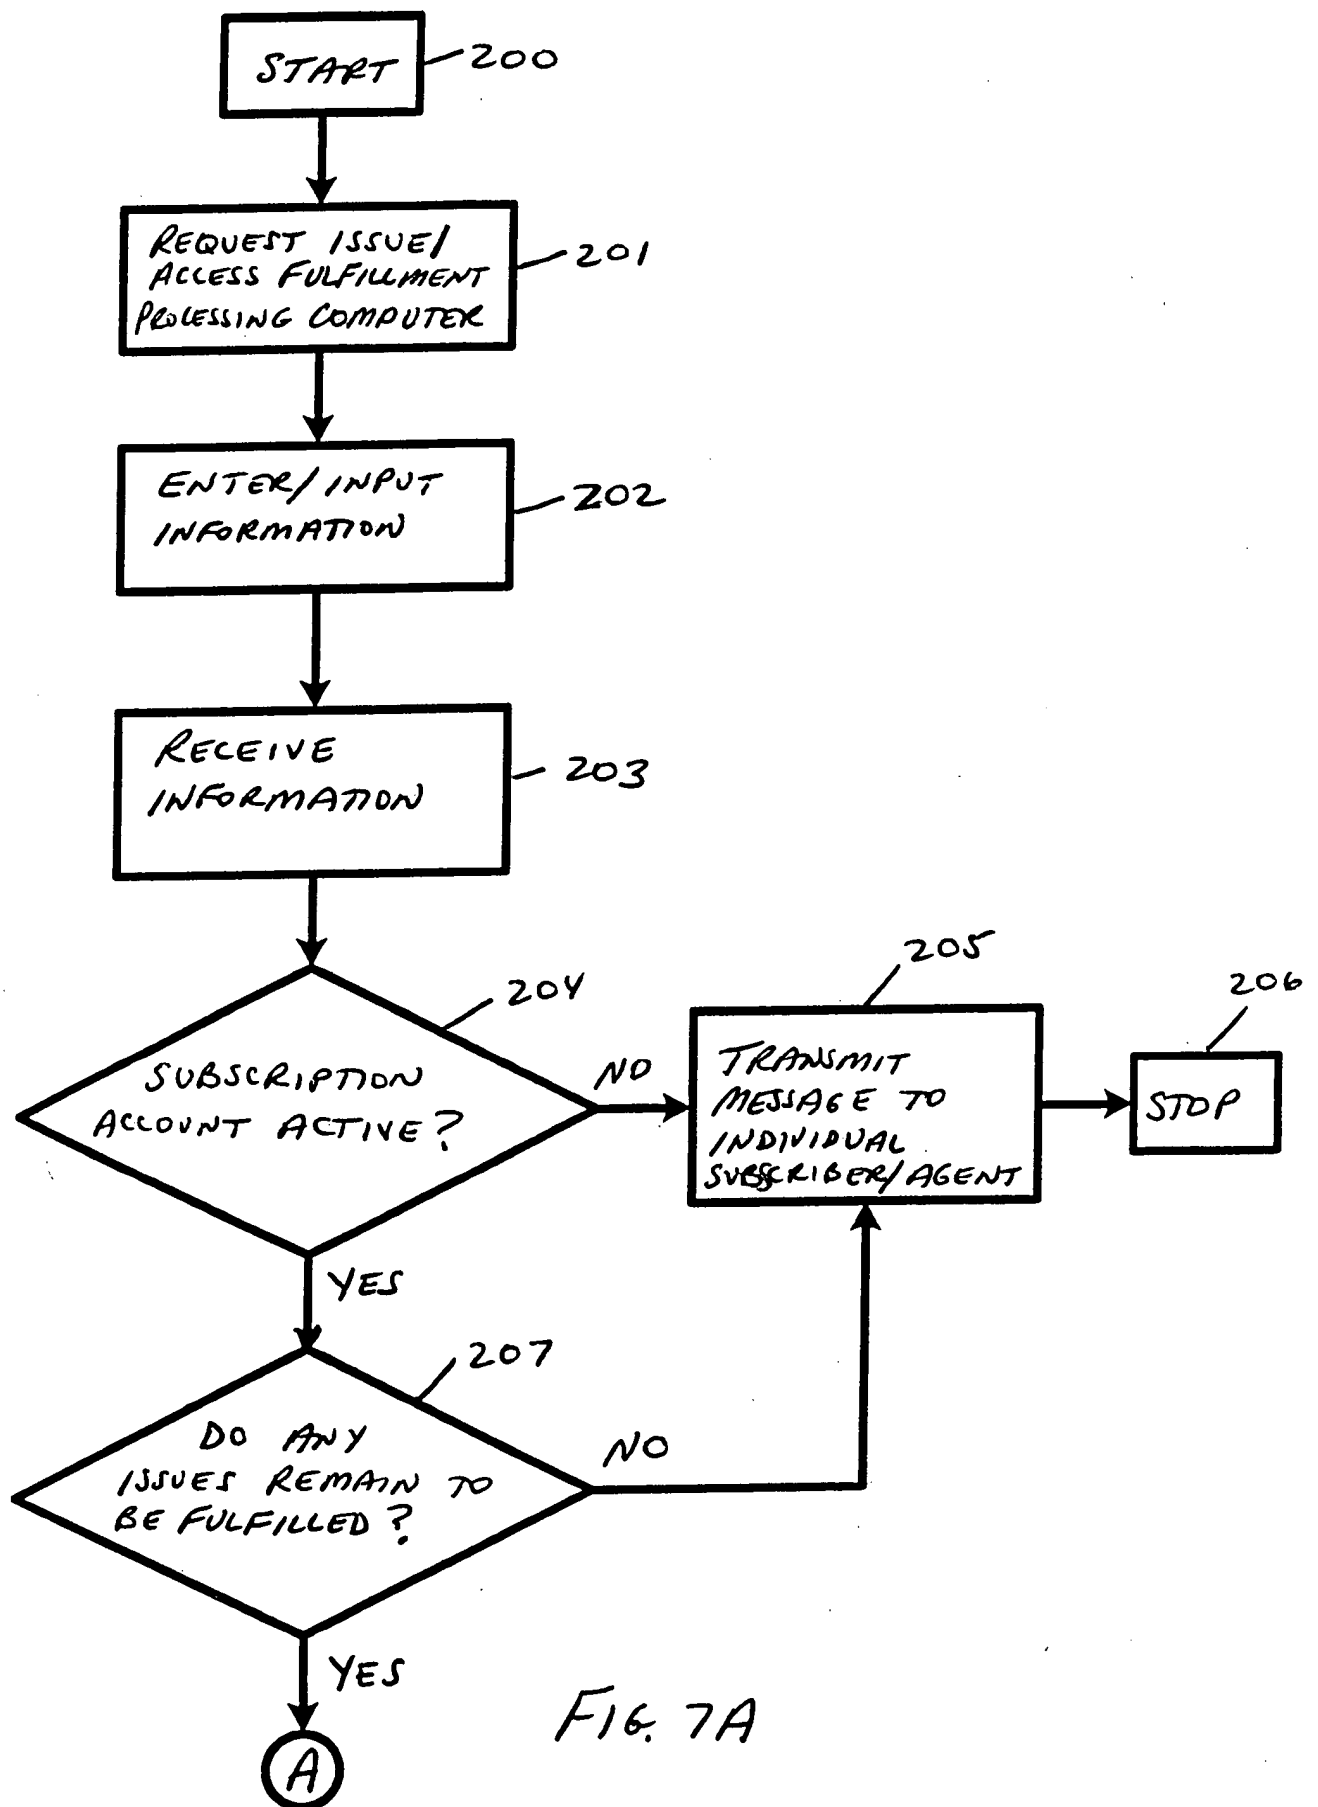 START
200
REQUEST ISSUE/
ACCESS FULFILLMENT
PROCESSING COMPUTER
201
ENTER/INPUT
INFORMATION
202
RECEIVE
INFORMATION
203
204
SUBSCRIPTION
ACCOUNT ACTIVE?
NO
205
TRANSMIT
MESSAGE TO
INDIVIDUAL
SUBSCRIBER/AGENT
206
STOP
YES
207
DO ANY
ISSUES REMAIN TO
BE FULFILLED?
NO
YES
A
FIG. 7A